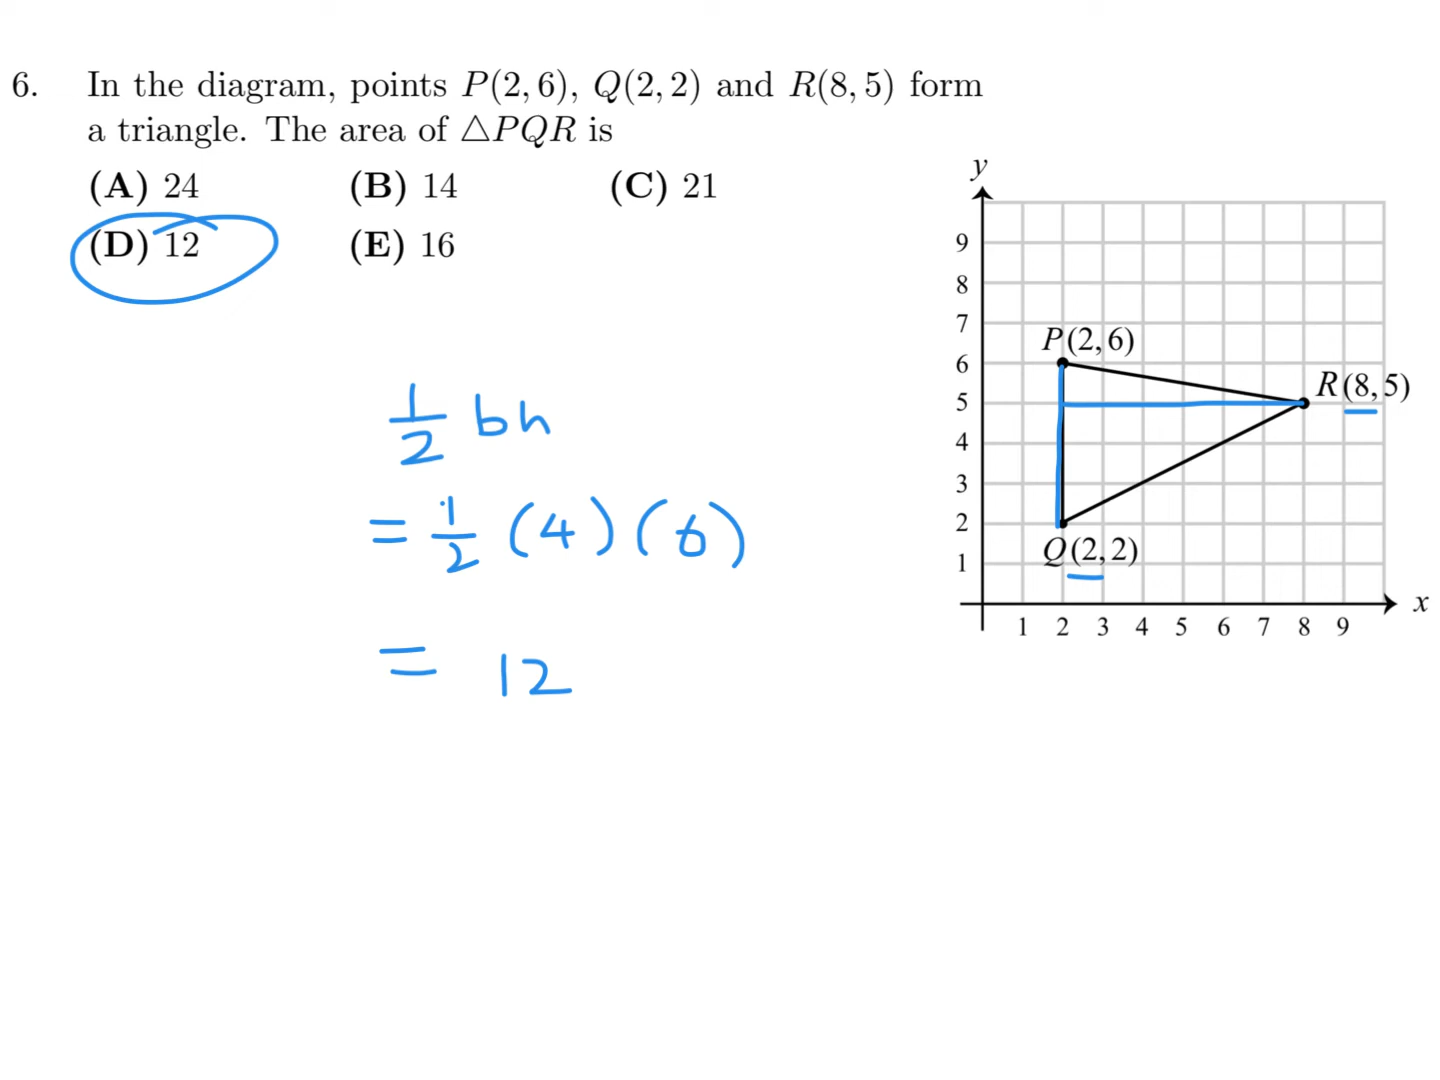 6. In the diagram, points P(2, 6), Q(2, 2) and R(8, 5) form
a triangle. The area of △PQR is
(A) 24 (B) 14 (C) 21
(D) 12 (E) 16
y
9
8
7
P(2, 6)
6
R(8, 5)
5
4
3
2
Q(2, 2)
1
x
1 2 3 4 5 6 7 8 9
1/2 bh
= 1/2 (4)(6)
= 12